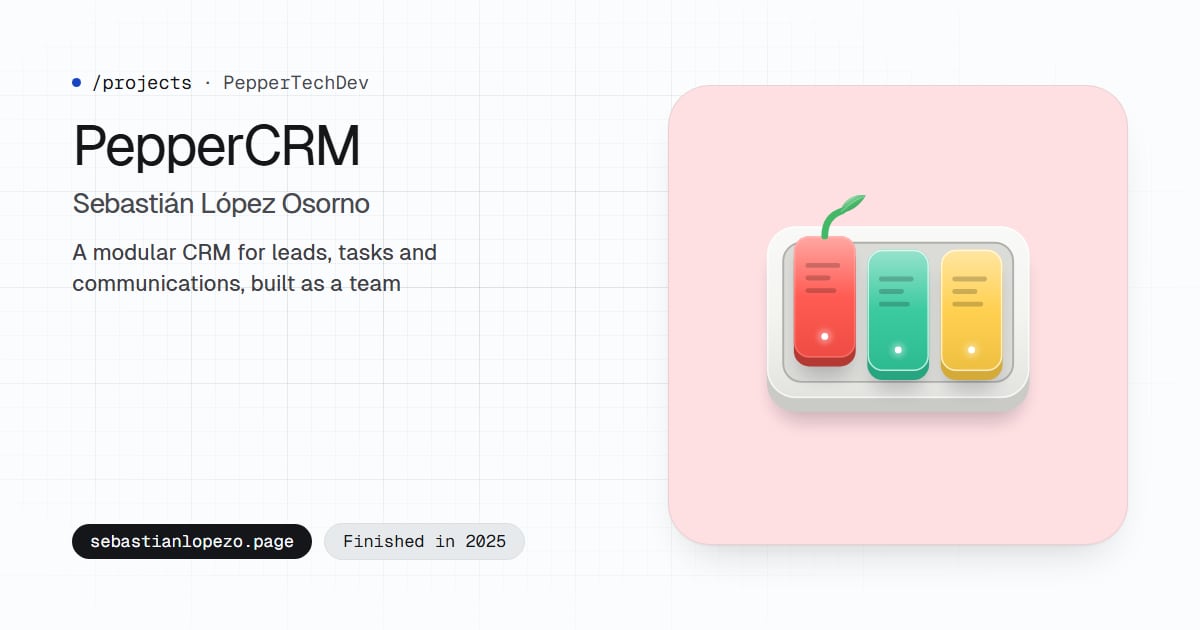 /projects · PepperTechDev
PepperCRM
Sebastián López Osorno
A modular CRM for leads, tasks and
communications, built as a team
sebastianlopezo.page
Finished in 2025